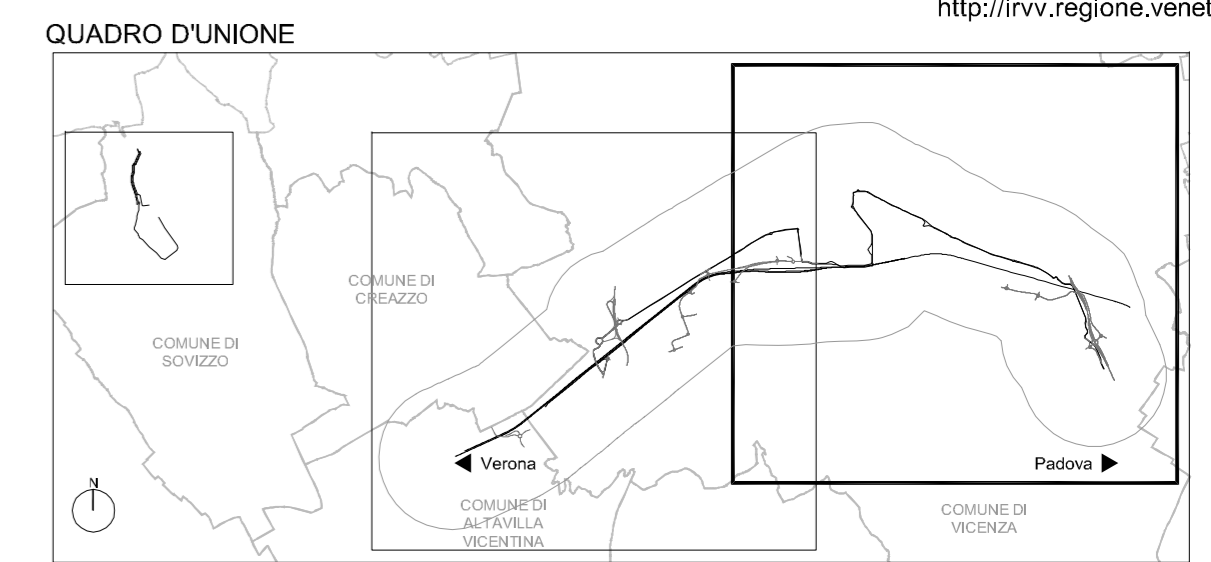 http://irvv.regione.venet
QUADRO D'UNIONE
COMUNE DI
CREAZZO
COMUNE DI
SOVIZZO
Verona
Padova
N
COMUNE DI
ALTAVILLA
VICENTINA
COMUNE DI
VICENZA